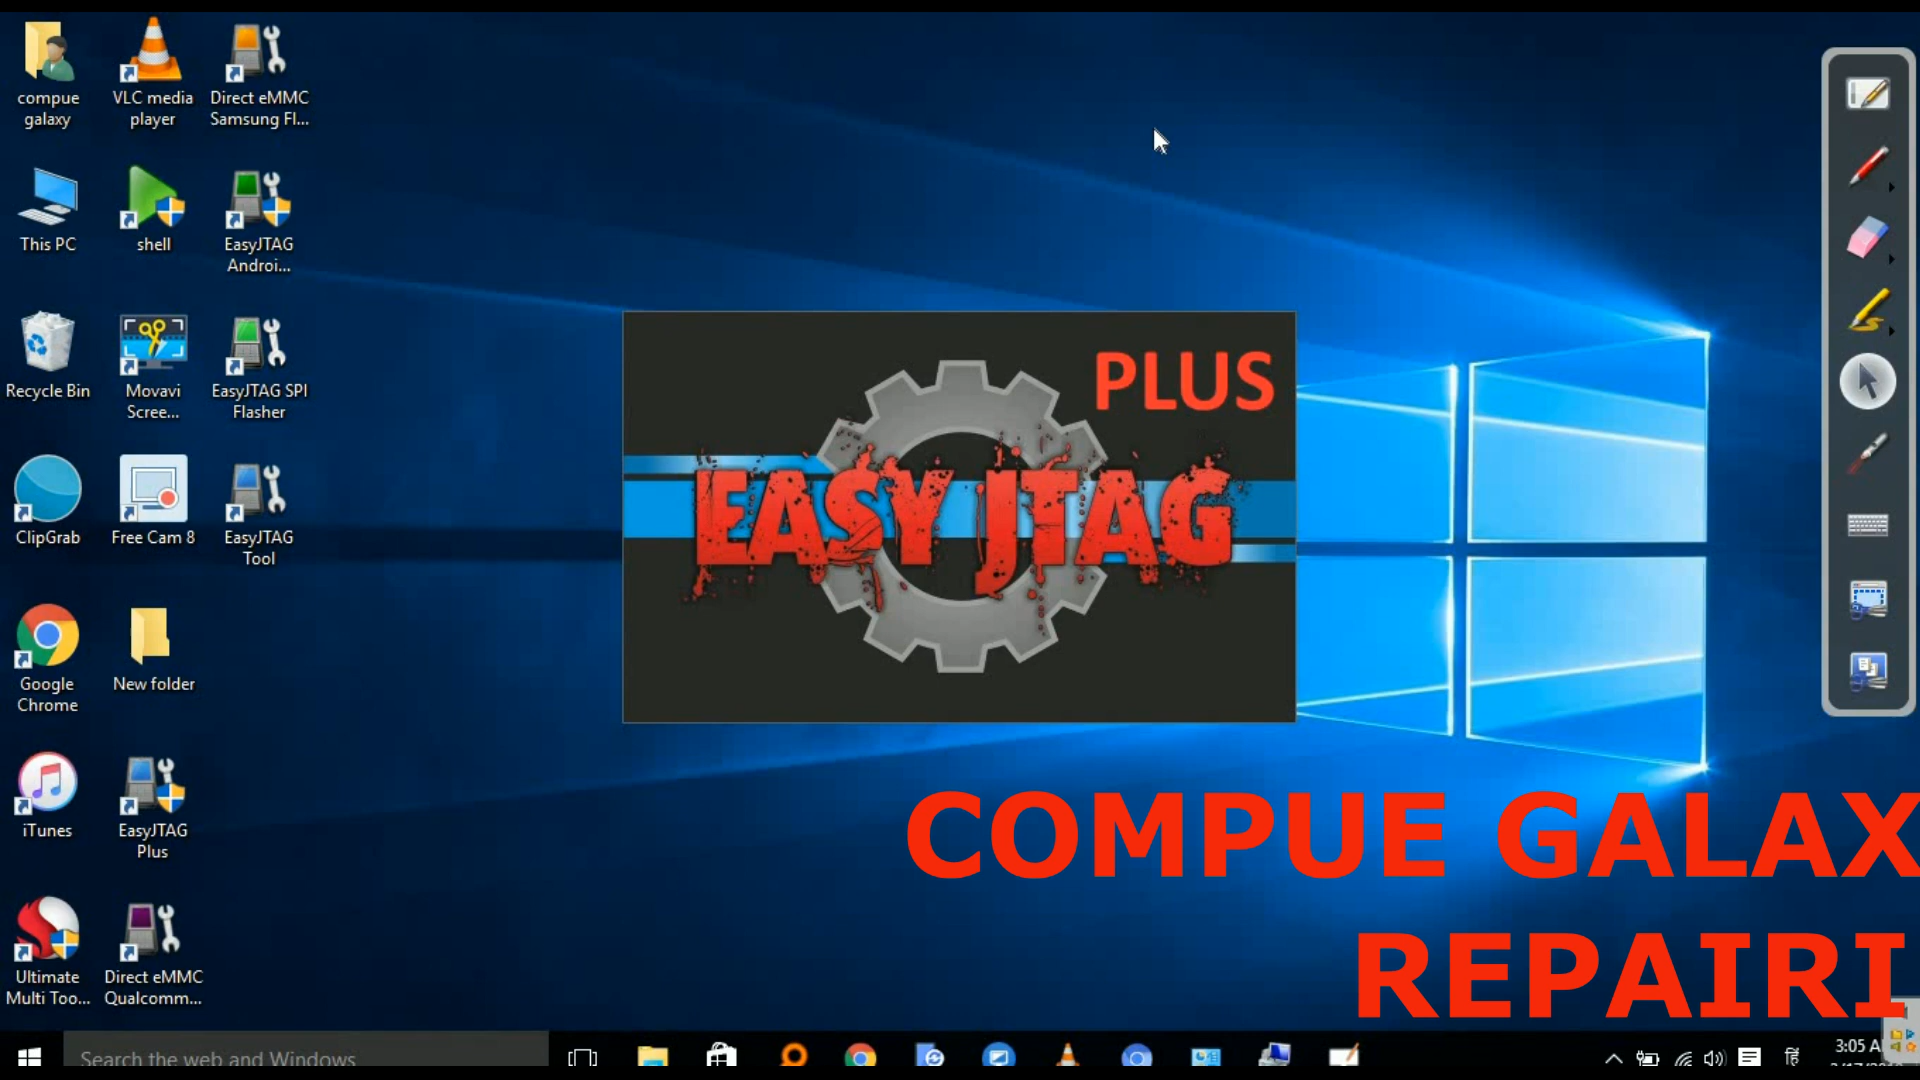 compue
galaxy
VLC media
player
Direct eMMC
Samsung Fl...
This PC
shell
EasyJTAG
Androi...
Recycle Bin
Movavi
Scree...
EasyJTAG SPI
Flasher
ClipGrab
Free Cam 8
EasyJTAG
Tool
Google
Chrome
New folder
iTunes
EasyJTAG
Plus
Ultimate
Multi Too...
Direct eMMC
Qualcomm...
PLUS
EASY JTAG
COMPUE GALAX
REPAIRI
Search the web and Windows
हिं
3:05 A